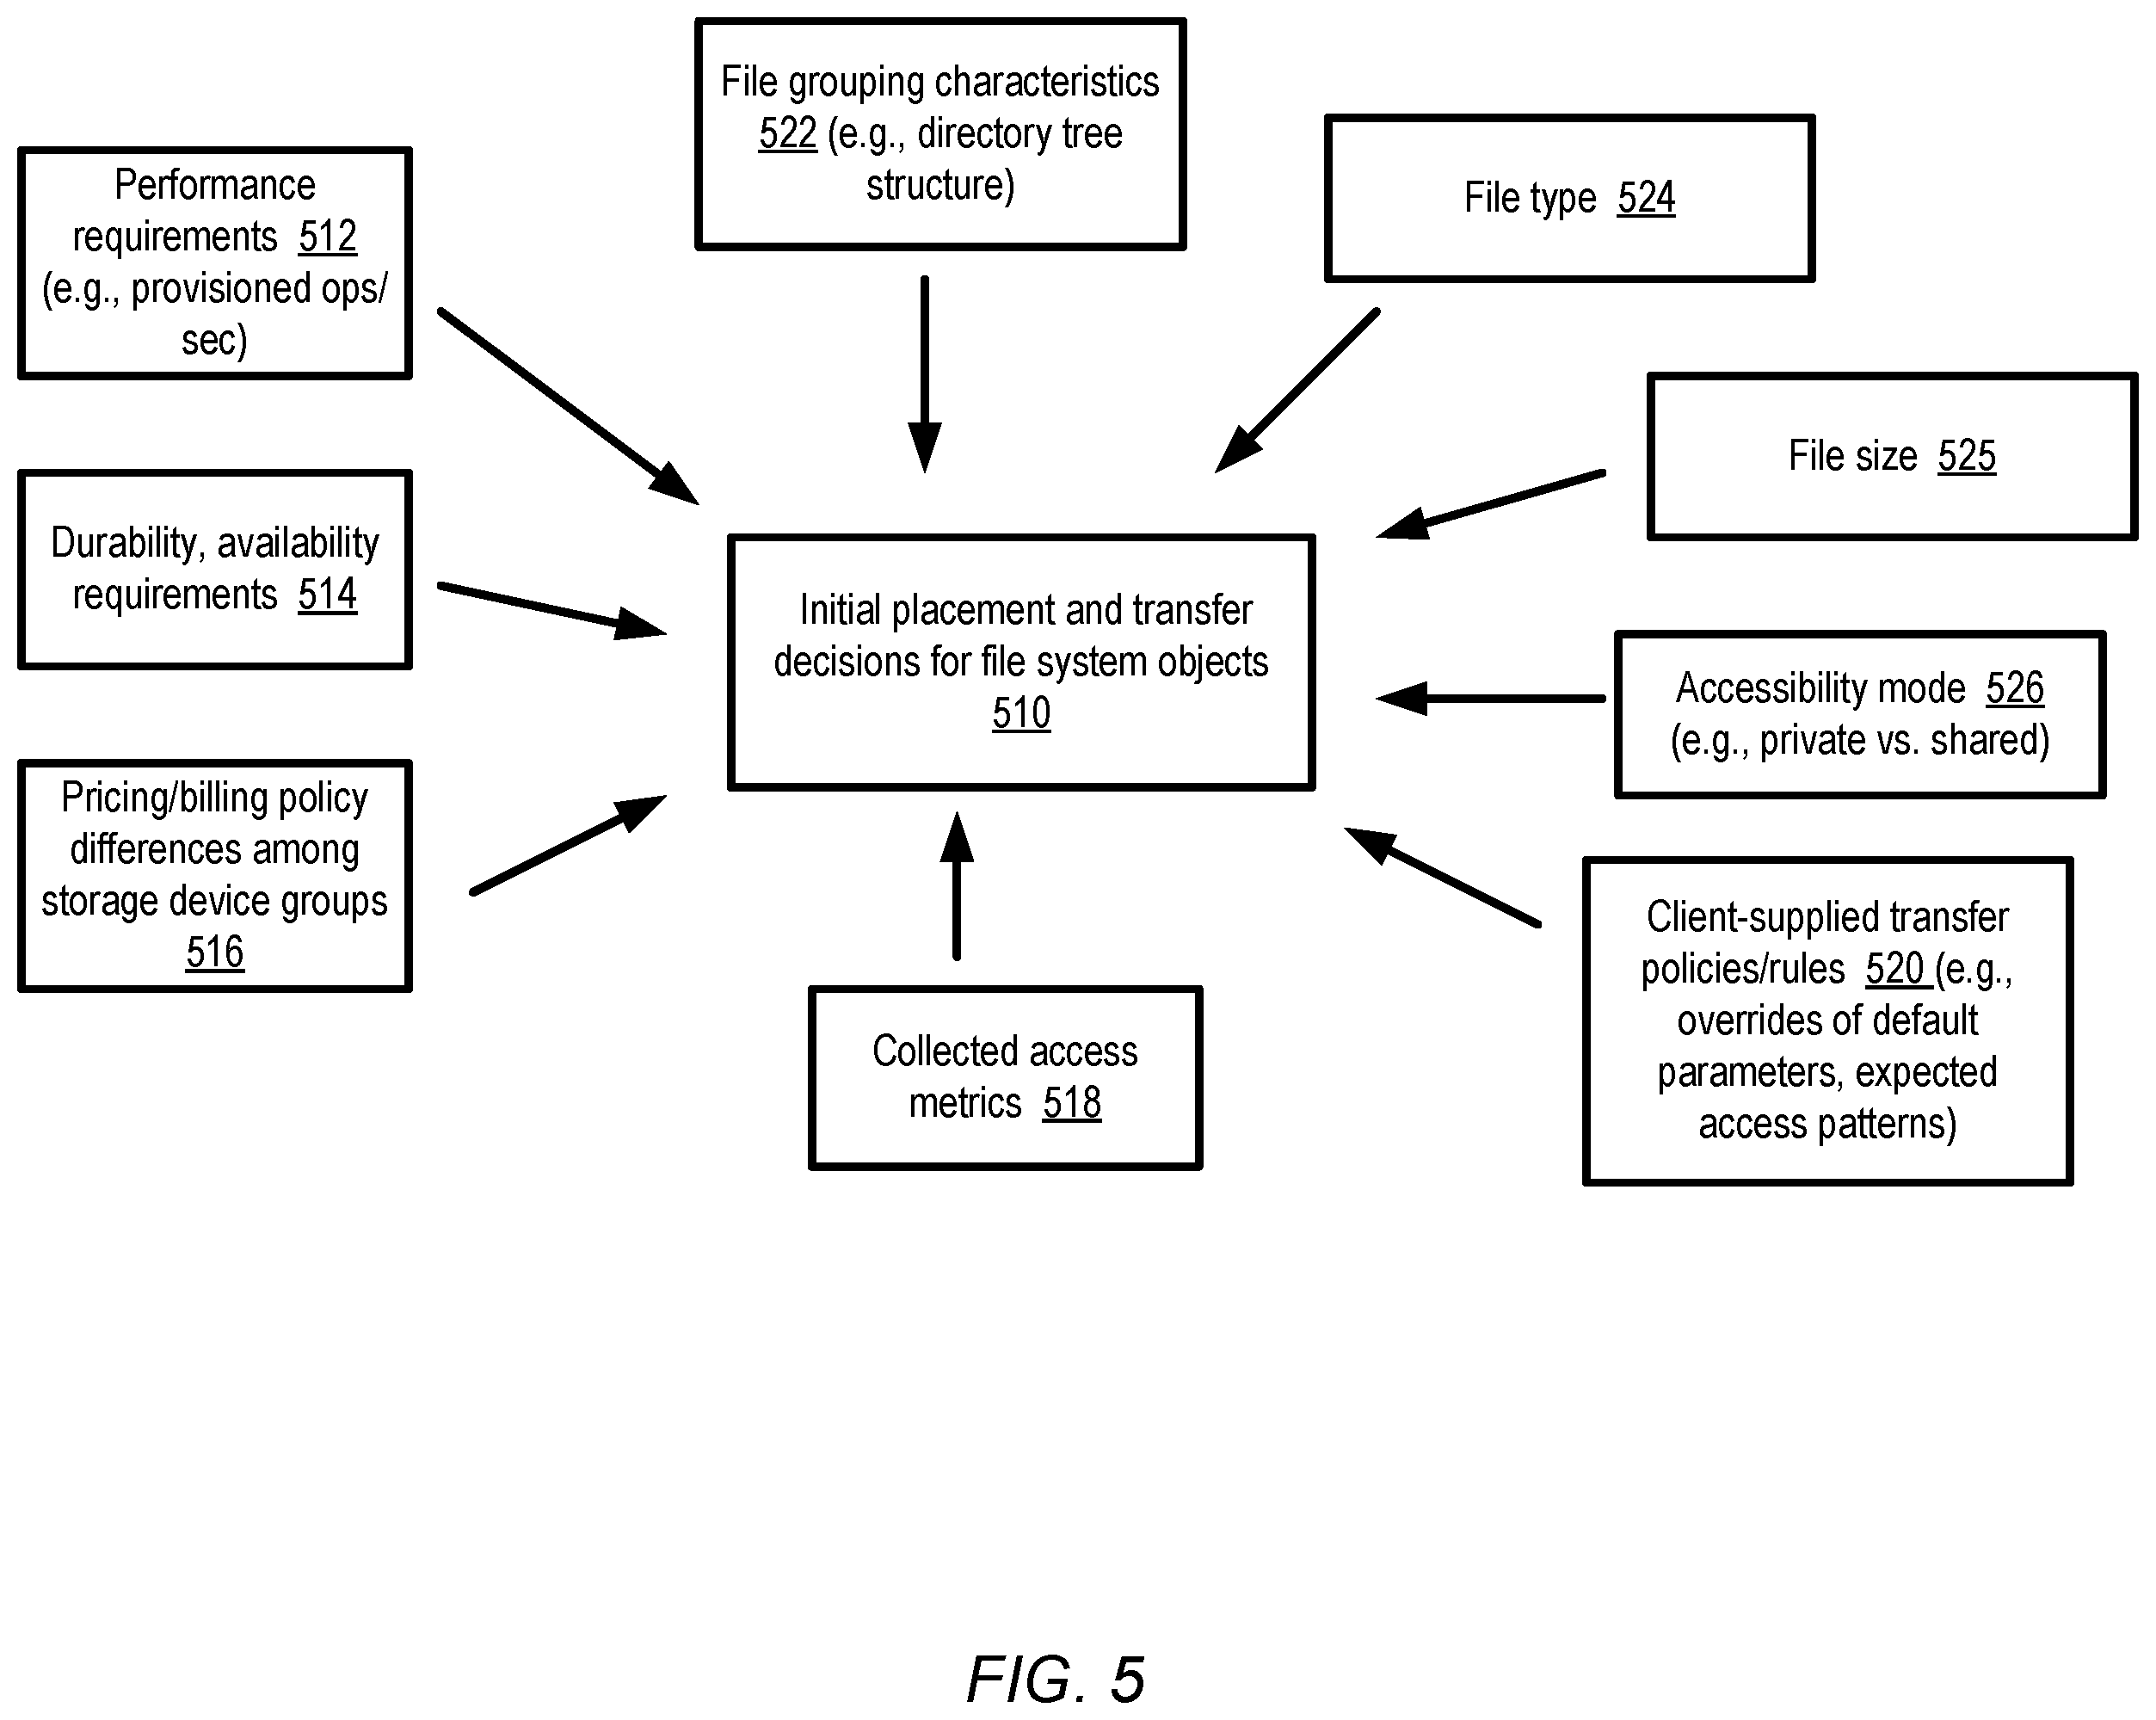 File grouping characteristics
522 (e.g., directory tree
structure)
File type 524
Performance
requirements 512
(e.g., provisioned ops/
sec)
File size 525
Durability, availability
requirements 514
Initial placement and transfer
decisions for file system objects
510
Accessibility mode 526
(e.g., private vs. shared)
Pricing/billing policy
differences among
storage device groups
516
Collected access
metrics 518
Client-supplied transfer
policies/rules 520 (e.g.,
overrides of default
parameters, expected
access patterns)
FIG. 5